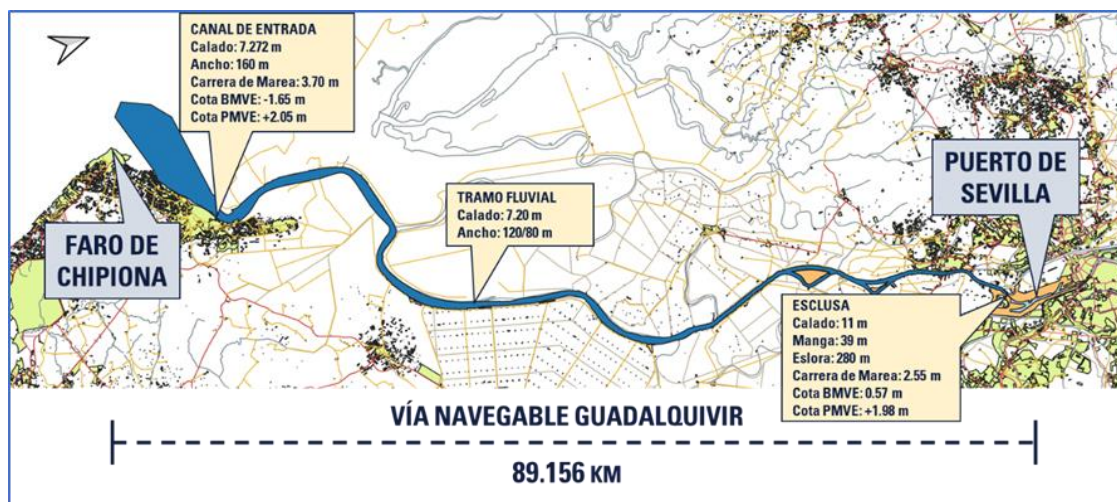 CANAL DE ENTRADA
Calado: 7.272 m
Ancho: 160 m
Carrera de Marea: 3.70 m
Cota BMVE: -1.65 m
Cota PMVE: +2.05 m
FARO DE
CHIPIONA
TRAMO FLUVIAL
Calado: 7.20 m
Ancho: 120/80 m
PUERTO DE
SEVILLA
ESCLUSA
Calado: 11 m
Manga: 39 m
Eslora: 280 m
Carrera de Marea: 2.55 m
Cota BMVE: 0.57 m
Cota PMVE: +1.98 m
VÍA NAVEGABLE GUADALQUIVIR
89.156 KM